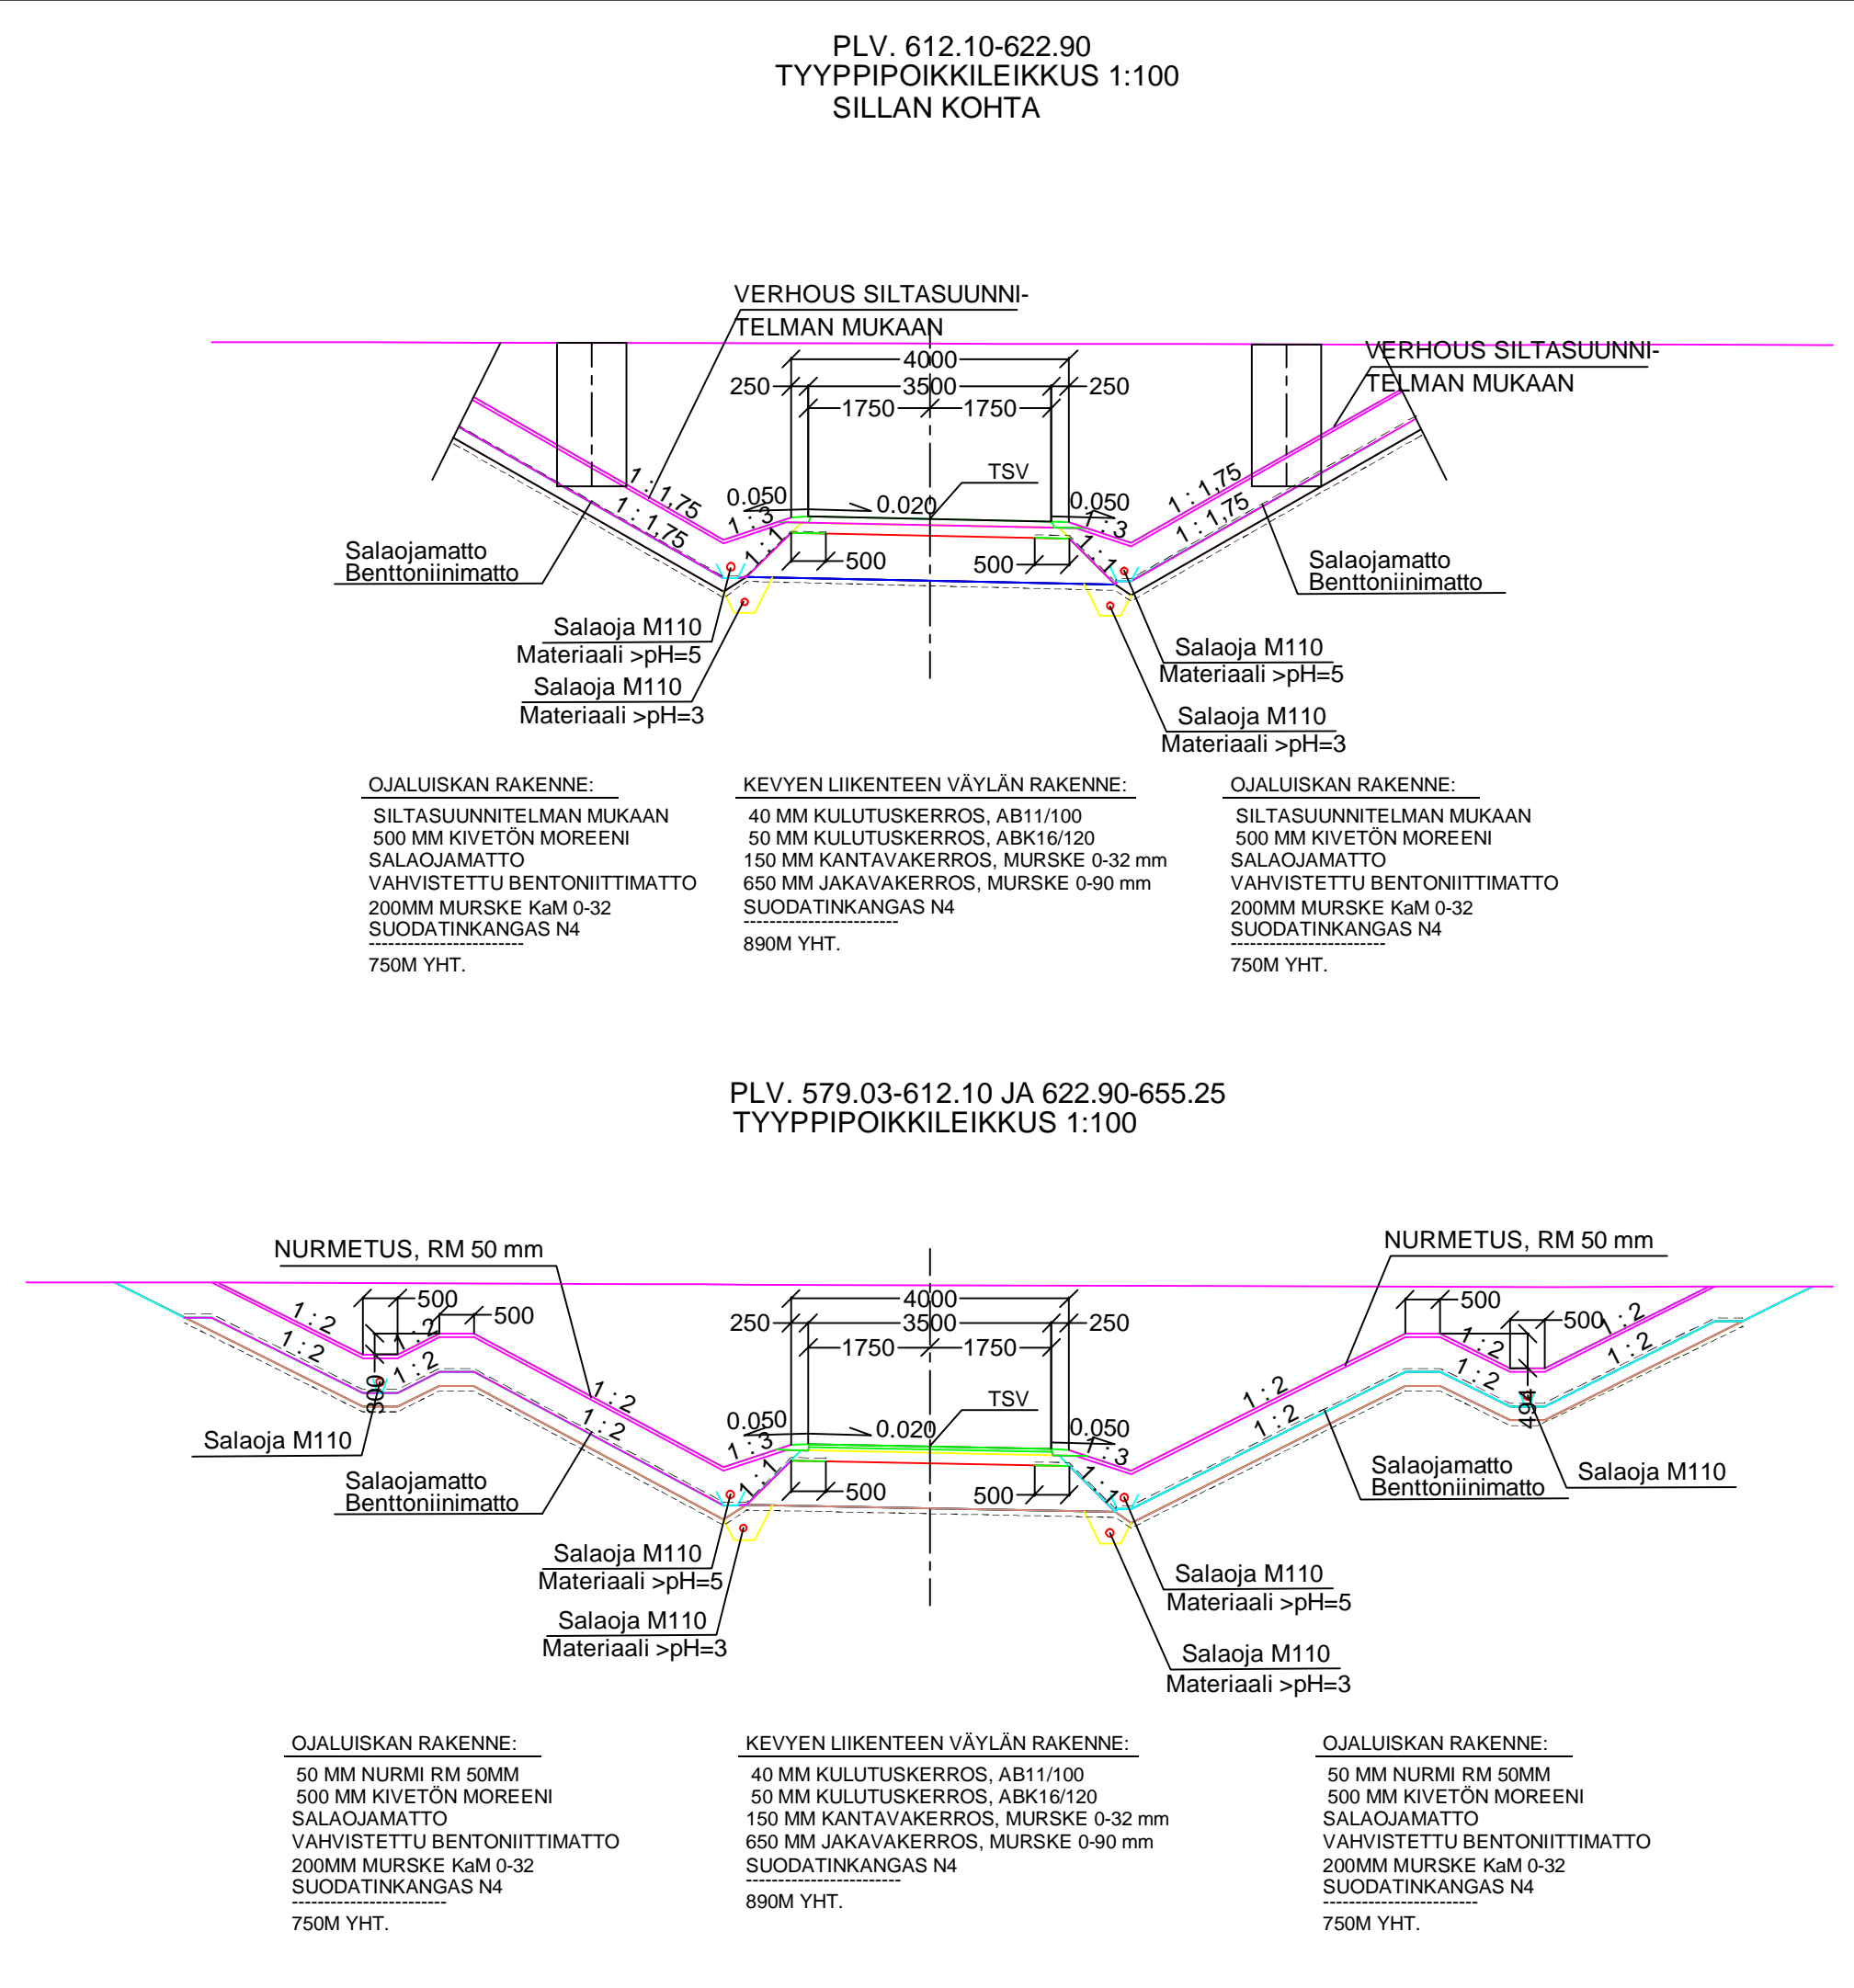 PLV. 612.10-622.90
TYYPPIPOIKKILEIKKUS 1:100
SILLAN KOHTA
VERHOUS SILTASUUNNI-
TELMAN MUKAAN
VERHOUS SILTASUUNNI-
TELMAN MUKAAN
4000
250
3500
250
1750
1750
TSV
0.050
0.020
0.050
1 : 1,75
1 : 1,75
1 : 3
1 : 1
1 : 3
1 : 1
1 : 1,75
1 : 1,75
500
500
Salaojamatto
Benttoniinimatto
Salaojamatto
Benttoniinimatto
Salaoja M110
Materiaali >pH=5
Salaoja M110
Materiaali >pH=3
Salaoja M110
Materiaali >pH=5
Salaoja M110
Materiaali >pH=3
OJALUISKAN RAKENNE:
SILTASUUNNITELMAN MUKAAN
500 MM KIVETÖN MOREENI
SALAOJAMATTO
VAHVISTETTU BENTONIITTIMATTO
200MM MURSKE KaM 0-32
SUODATINKANGAS N4
------------------------
750M YHT.
KEVYEN LIIKENTEEN VÄYLÄN RAKENNE:
40 MM KULUTUSKERROS, AB11/100
50 MM KULUTUSKERROS, ABK16/120
150 MM KANTAVAKERROS, MURSKE 0-32 mm
650 MM JAKAVAKERROS, MURSKE 0-90 mm
SUODATINKANGAS N4
------------------------
890M YHT.
OJALUISKAN RAKENNE:
SILTASUUNNITELMAN MUKAAN
500 MM KIVETÖN MOREENI
SALAOJAMATTO
VAHVISTETTU BENTONIITTIMATTO
200MM MURSKE KaM 0-32
SUODATINKANGAS N4
------------------------
750M YHT.
PLV. 579.03-612.10 JA 622.90-655.25
TYYPPIPOIKKILEIKKUS 1:100
NURMETUS, RM 50 mm
NURMETUS, RM 50 mm
500
500
4000
250
3500
250
1750
1750
500
500
1 : 2
1 : 2
1 : 2
1 : 2
1 : 2
1 : 2
300
TSV
0.050
0.020
0.050
1 : 3
1 : 1
1 : 3
1 : 1
1 : 2
1 : 2
1 : 2
1 : 2
1 : 2
1 : 2
494
500
500
Salaoja M110
Salaojamatto
Benttoniinimatto
Salaojamatto
Benttoniinimatto
Salaoja M110
Salaoja M110
Materiaali >pH=5
Salaoja M110
Materiaali >pH=3
Salaoja M110
Materiaali >pH=5
Salaoja M110
Materiaali >pH=3
OJALUISKAN RAKENNE:
50 MM NURMI RM 50MM
500 MM KIVETÖN MOREENI
SALAOJAMATTO
VAHVISTETTU BENTONIITTIMATTO
200MM MURSKE KaM 0-32
SUODATINKANGAS N4
------------------------
750M YHT.
KEVYEN LIIKENTEEN VÄYLÄN RAKENNE:
40 MM KULUTUSKERROS, AB11/100
50 MM KULUTUSKERROS, ABK16/120
150 MM KANTAVAKERROS, MURSKE 0-32 mm
650 MM JAKAVAKERROS, MURSKE 0-90 mm
SUODATINKANGAS N4
------------------------
890M YHT.
OJALUISKAN RAKENNE:
50 MM NURMI RM 50MM
500 MM KIVETÖN MOREENI
SALAOJAMATTO
VAHVISTETTU BENTONIITTIMATTO
200MM MURSKE KaM 0-32
SUODATINKANGAS N4
------------------------
750M YHT.